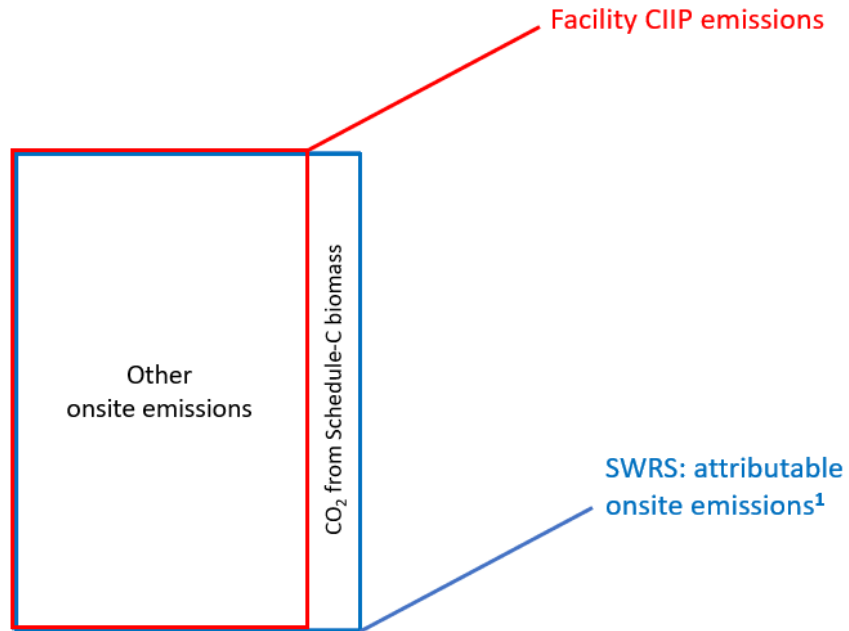 Facility CIIP emissions
Other
onsite emissions
CO₂ from Schedule-C biomass
SWRS: attributable
onsite emissions¹